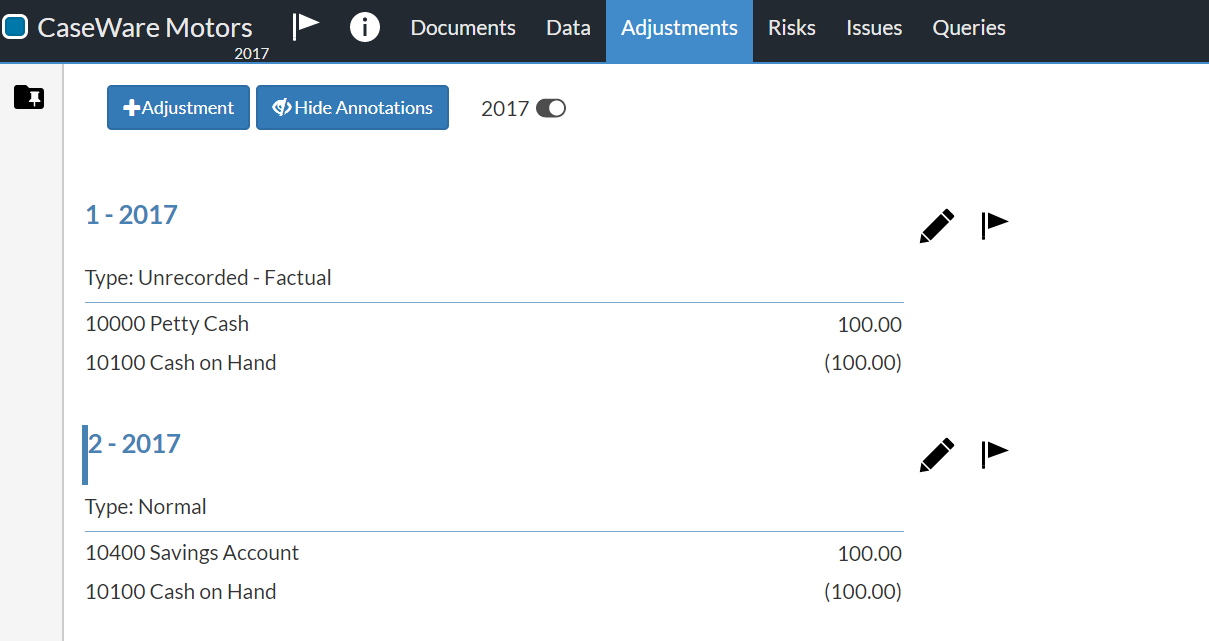 CaseWare Motors
2017
i
Documents Data Adjustments Risks Issues Queries
Adjustment Hide Annotations 2017
1 - 2017
Type: Unrecorded - Factual
10000 Petty Cash 100.00
10100 Cash on Hand (100.00)
2 - 2017
Type: Normal
10400 Savings Account 100.00
10100 Cash on Hand (100.00)